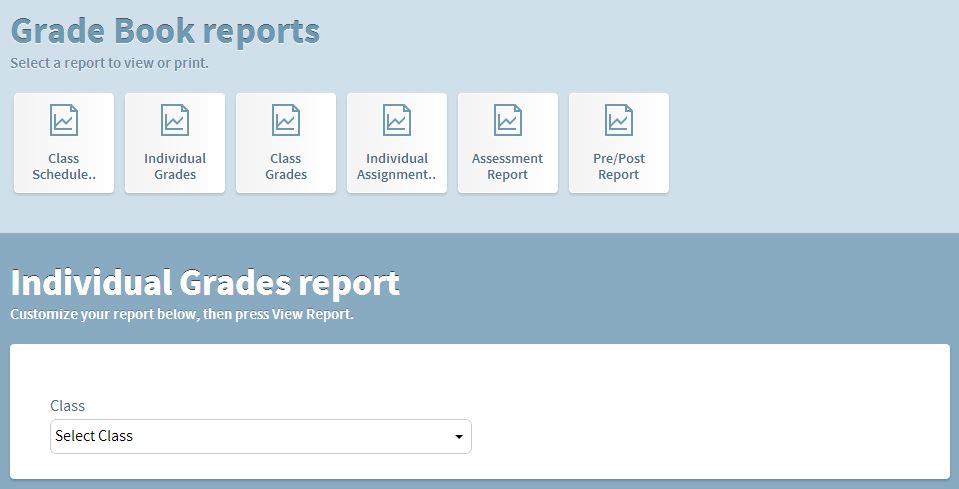 Grade Book reports
Select a report to view or print.
Class
Schedule..
Individual
Grades
Class
Grades
Individual
Assignment..
Assessment
Report
Pre/Post
Report
Individual Grades report
Customize your report below, then press View Report.
Class
Select Class